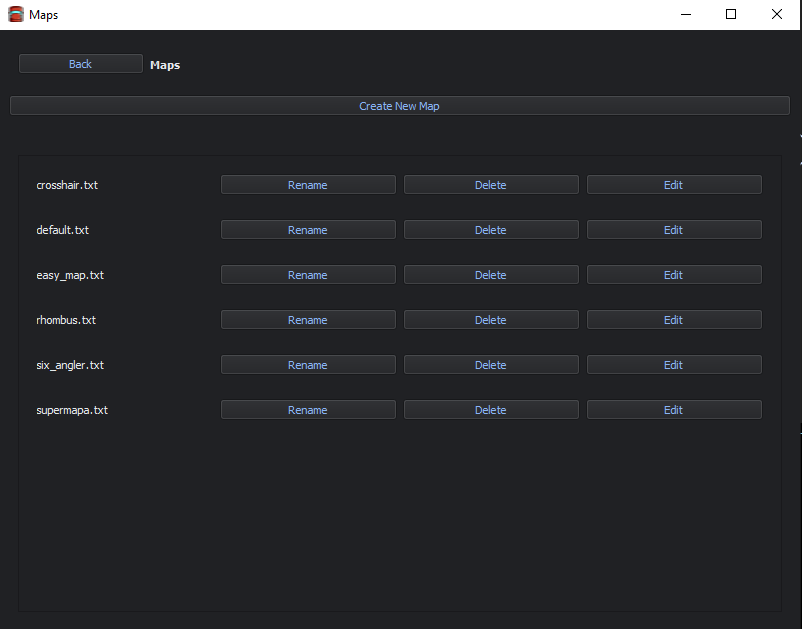 Maps
Back Maps
Create New Map
crosshair.txt Rename Delete Edit
default.txt Rename Delete Edit
easy_map.txt Rename Delete Edit
rhombus.txt Rename Delete Edit
six_angler.txt Rename Delete Edit
supermapa.txt Rename Delete Edit